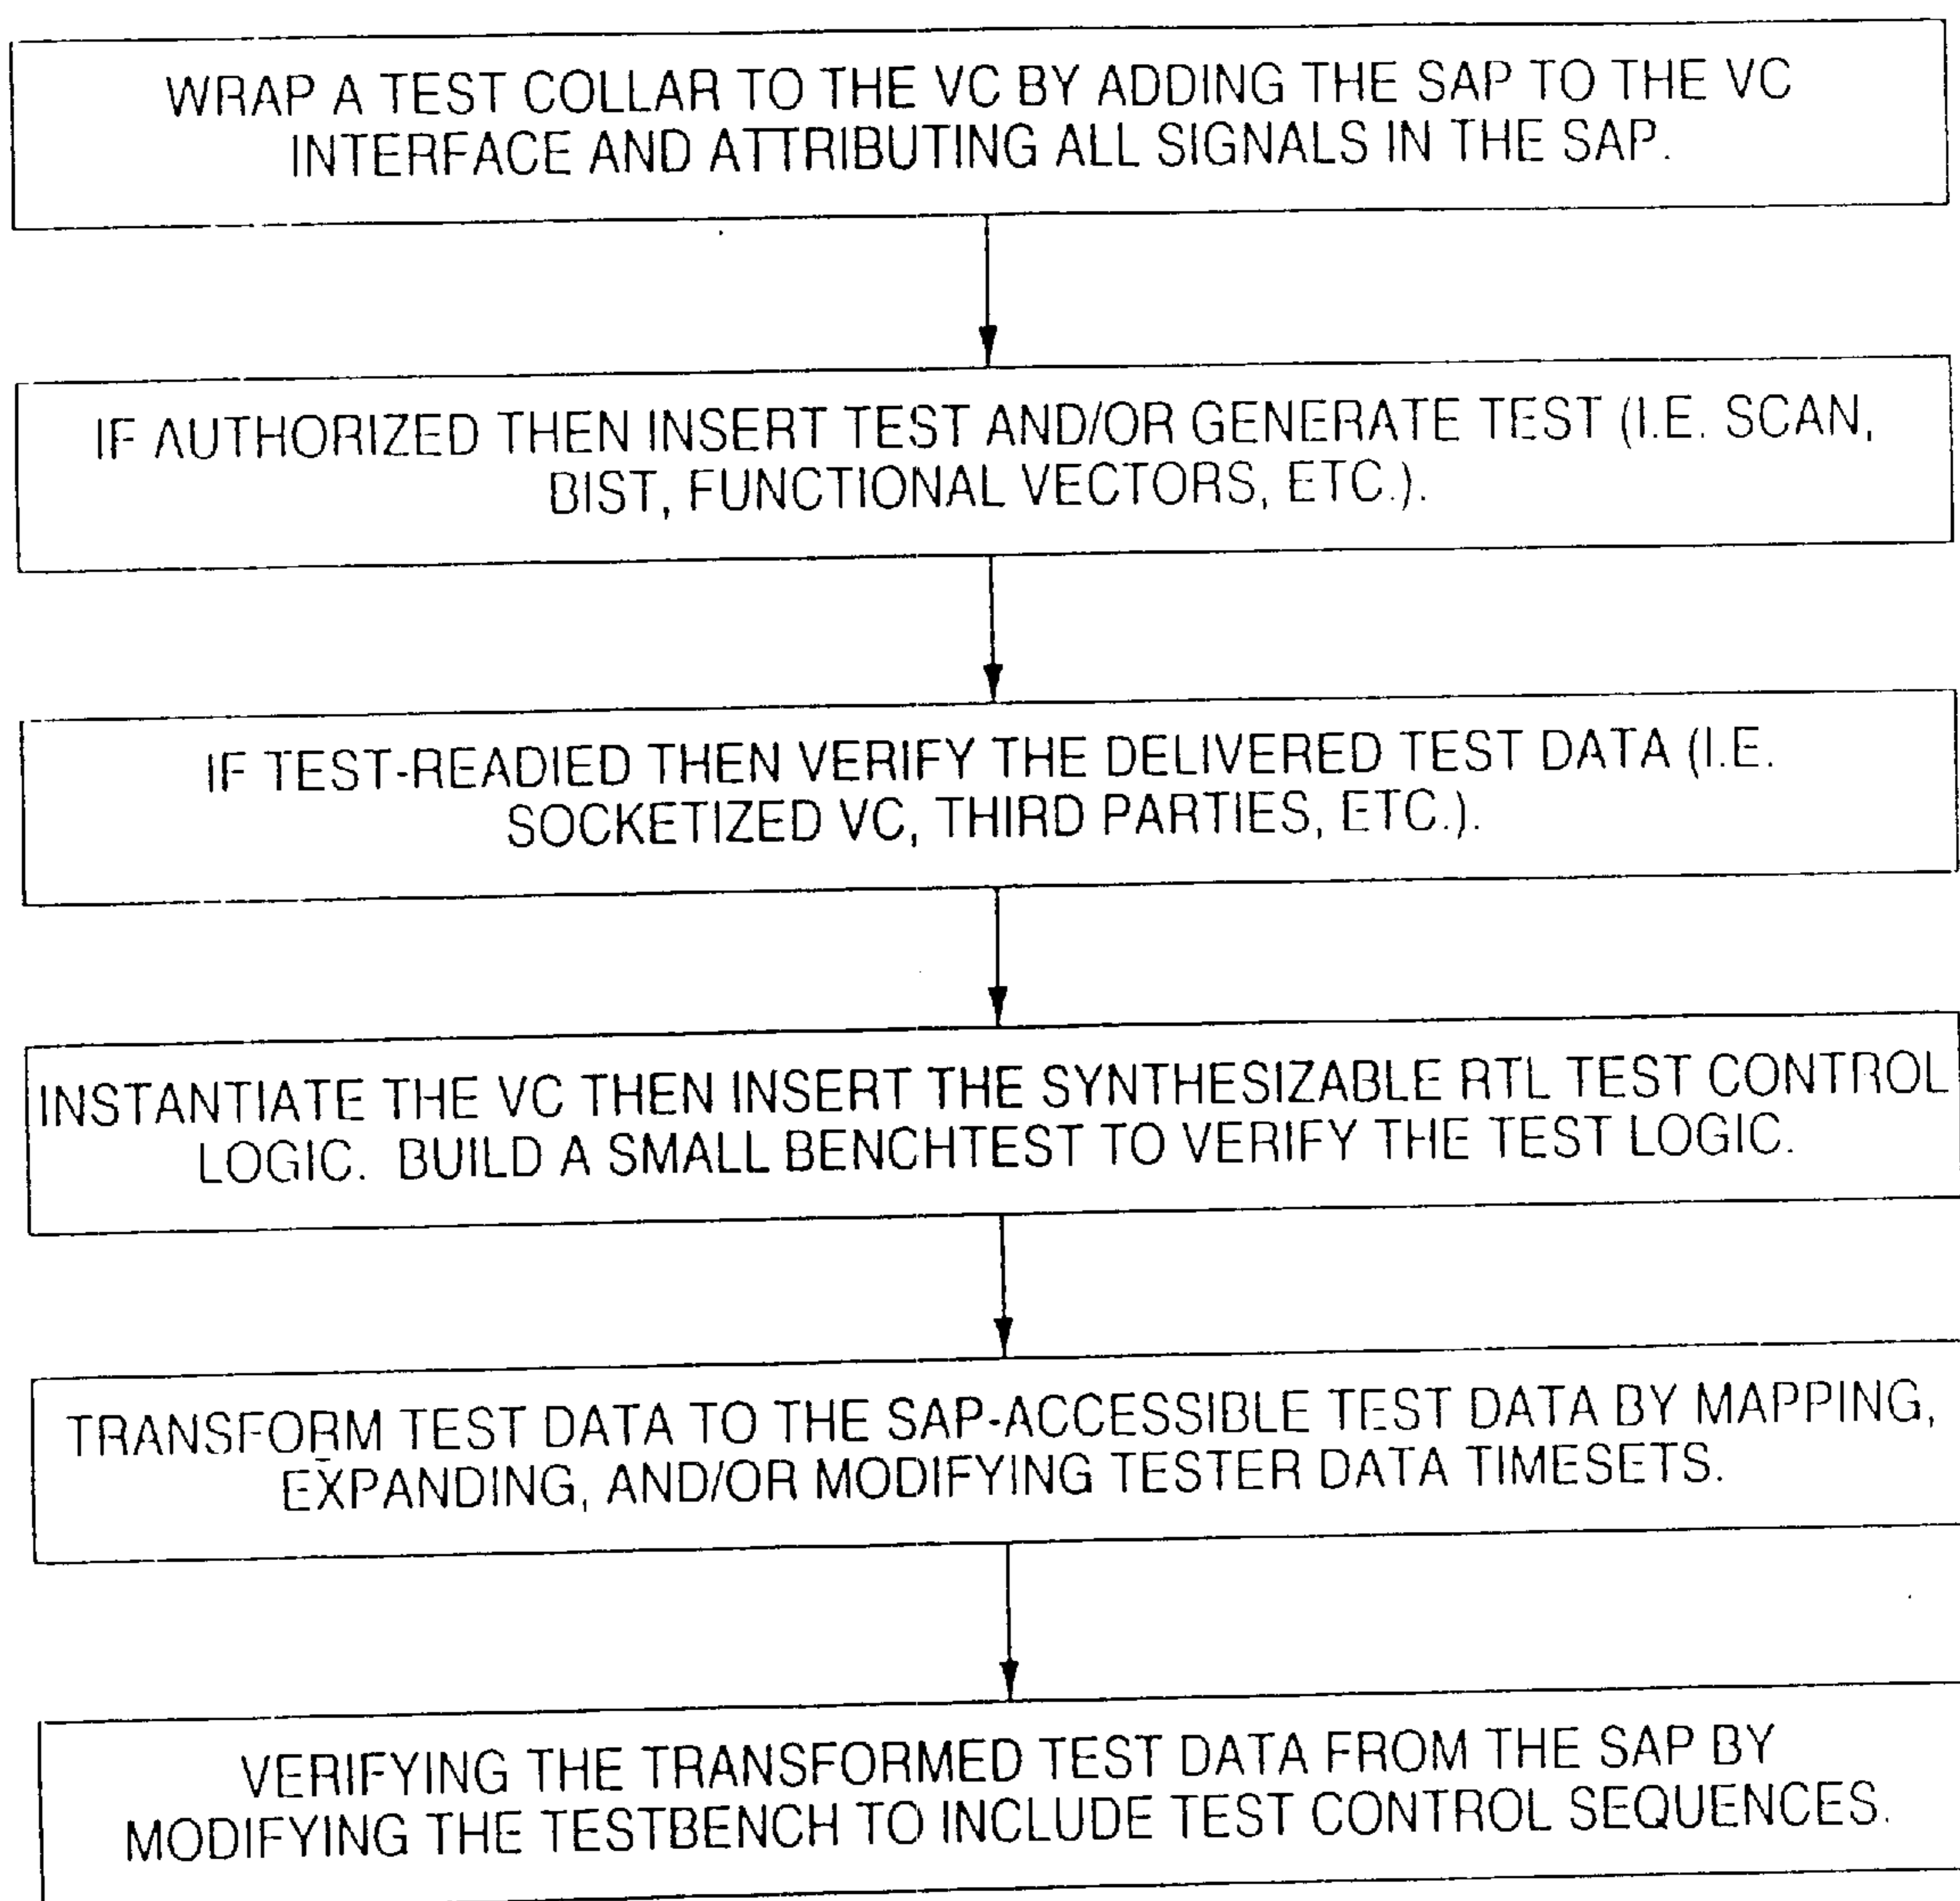 WRAP A TEST COLLAR TO THE VC BY ADDING THE SAP TO THE VC
INTERFACE AND ATTRIBUTING ALL SIGNALS IN THE SAP.
IF AUTHORIZED THEN INSERT TEST AND/OR GENERATE TEST (I.E. SCAN,
BIST, FUNCTIONAL VECTORS, ETC.).
IF TEST-READIED THEN VERIFY THE DELIVERED TEST DATA (I.E.
SOCKETIZED VC, THIRD PARTIES, ETC.).
INSTANTIATE THE VC THEN INSERT THE SYNTHESIZABLE RTL TEST CONTROL
LOGIC. BUILD A SMALL BENCHTEST TO VERIFY THE TEST LOGIC.
TRANSFORM TEST DATA TO THE SAP-ACCESSIBLE TEST DATA BY MAPPING,
EXPANDING, AND/OR MODIFYING TESTER DATA TIMESETS.
VERIFYING THE TRANSFORMED TEST DATA FROM THE SAP BY
MODIFYING THE TESTBENCH TO INCLUDE TEST CONTROL SEQUENCES.